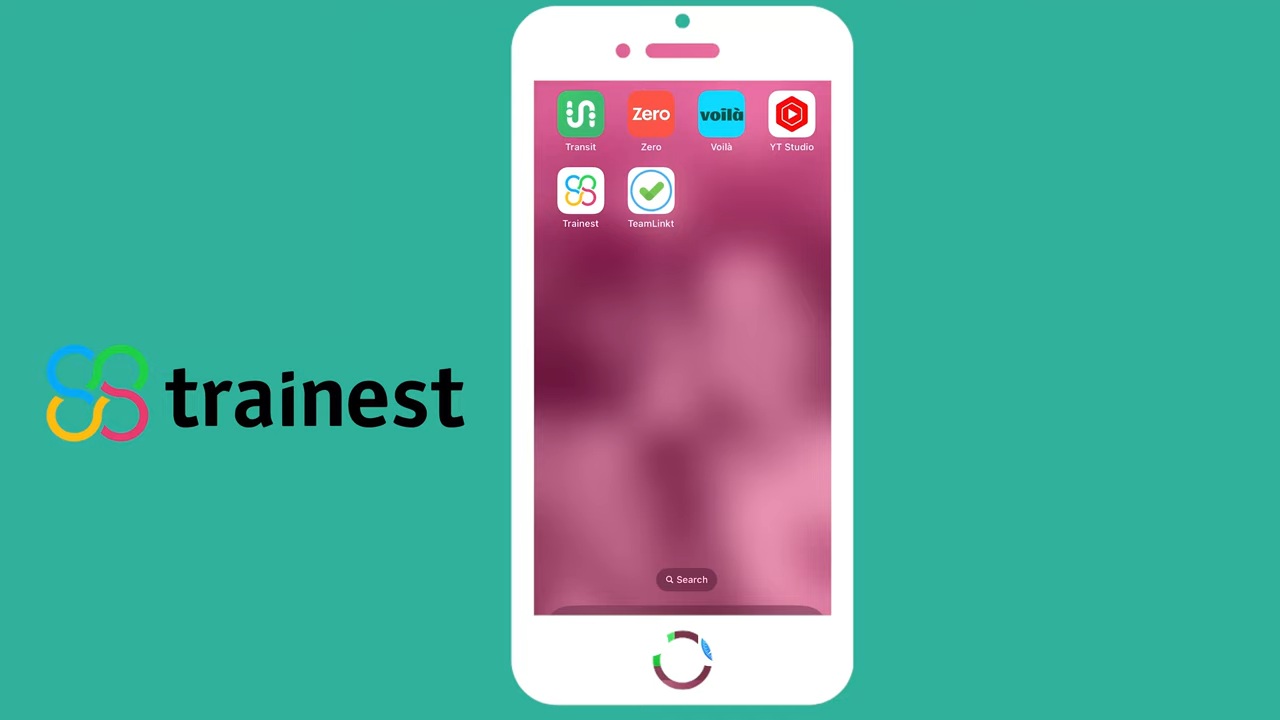 Zero
voilà
Transit
Zero
Voilà
YT Studio
Trainest
TeamLinkt
trainest
Search